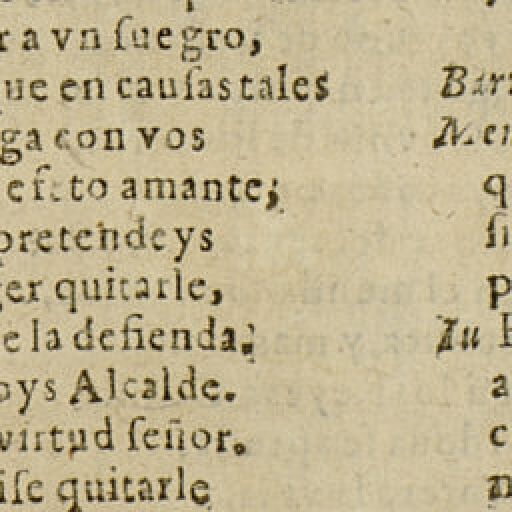 r a vn suegro,
que en causas tales
ga con vos
efeto amante;
pretendeys
ger quitarle,
e la defienda.
oys Alcalde.
virtud señor.
ise quitarle
Bar
Men
q
si
p
Iu E
a
c
n